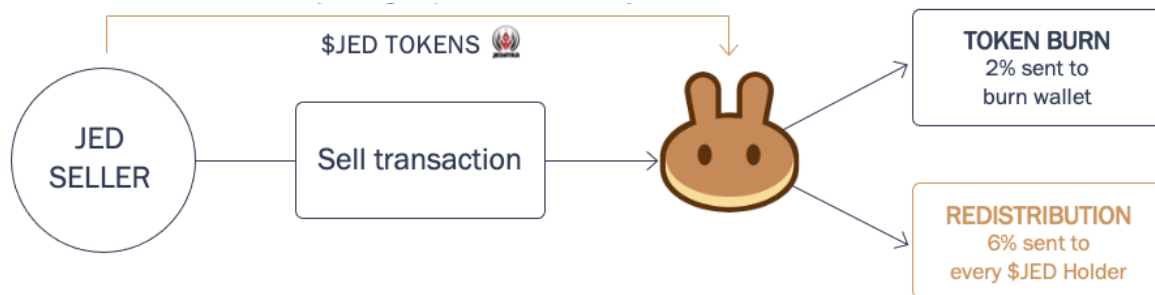 $JED TOKENS
JED
SELLER
Sell transaction
TOKEN BURN
2% sent to
burn wallet
REDISTRIBUTION
6% sent to
every $JED Holder